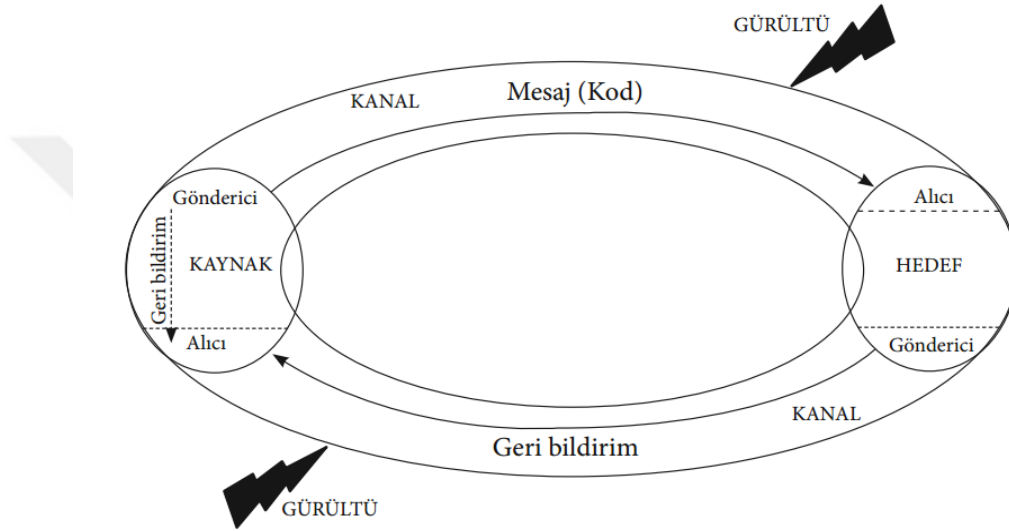 GÜRÜLTÜ
Mesaj (Kod)
KANAL
Gönderici
Geri bildirim
KAYNAK
Alıcı
Alıcı
HEDEF
Gönderici
KANAL
Geri bildirim
GÜRÜLTÜ